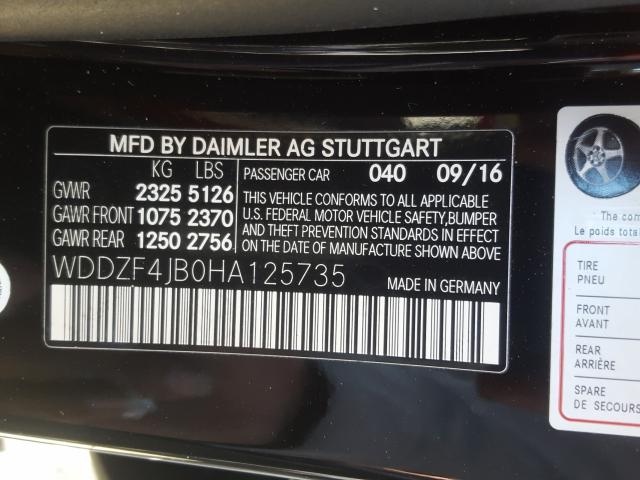 MFD BY DAIMLER AG STUTTGART
KG LBS
GVWR 2325 5126
GAWR FRONT 1075 2370
GAWR REAR 1250 2756
PASSENGER CAR 040 09/16
THIS VEHICLE CONFORMS TO ALL APPLICABLE
U.S. FEDERAL MOTOR VEHICLE SAFETY, BUMPER
AND THEFT PREVENTION STANDARDS IN EFFECT
ON THE DATE OF MANUFACTURE SHOWN ABOVE
WDDZF4JB0HA125735
MADE IN GERMANY
The com
Le poids total
TIRE
PNEU
FRONT
AVANT
REAR
ARRIÈRE
SPARE
DE SECOURS